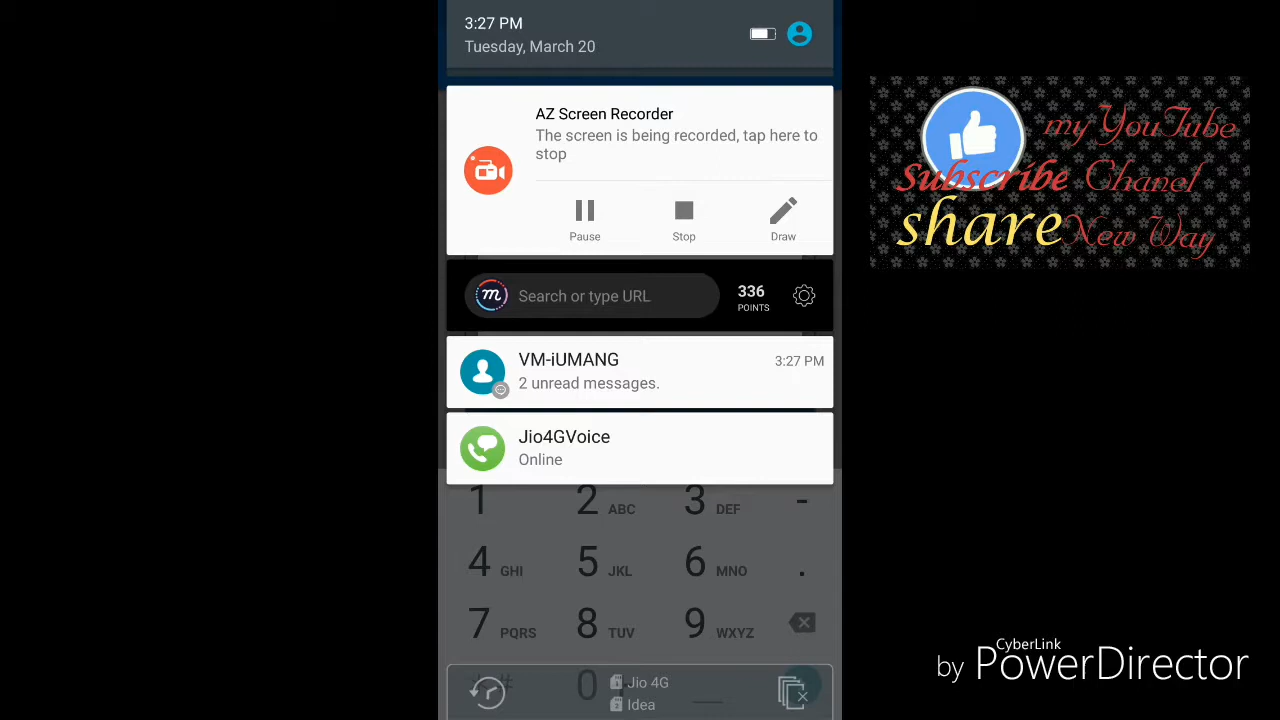 3:27 PM
Tuesday, March 20
AZ Screen Recorder
The screen is being recorded, tap here to
stop
Pause
Stop
Draw
m
Search or type URL
336
POINTS
VM-iUMANG
3:27 PM
2 unread messages.
Jio4GVoice
Online
1
2 ABC
3 DEF
-
4 GHI
5 JKL
6 MNO
.
7 PQRS
8 TUV
9 WXYZ
*#
0
Jio 4G
Idea
my YouTube
Subscribe Chanel
share New Way
CyberLink
by PowerDirector